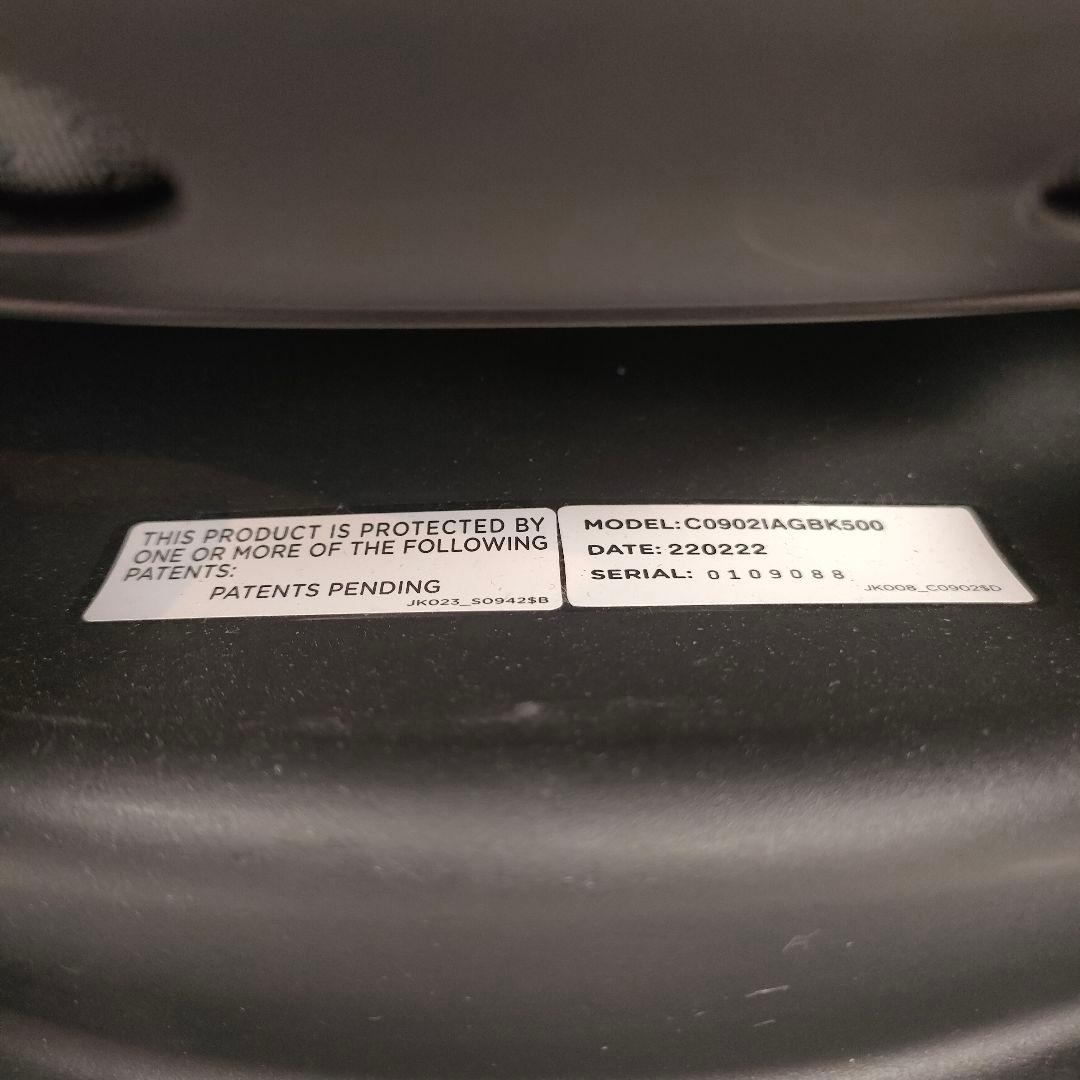 THIS PRODUCT IS PROTECTED BY
ONE OR MORE OF THE FOLLOWING
PATENTS:
PATENTS PENDING
JK023_S0942$B
MODEL:C0902IAGBK500
DATE: 220222
SERIAL: 0109088
JK008_C0902$D